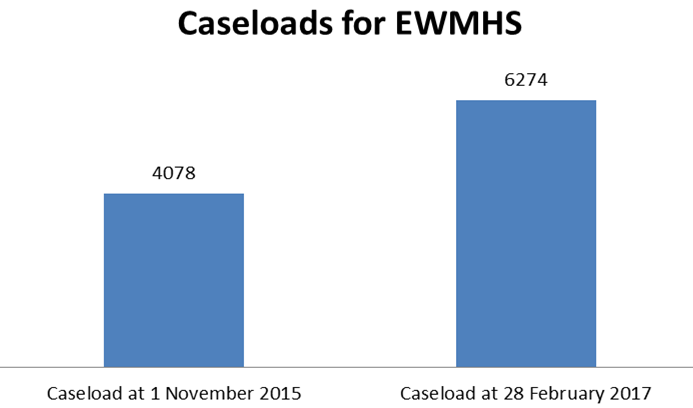 Caseloads for EWMHS
6274
4078
Caseload at 1 November 2015
Caseload at 28 February 2017